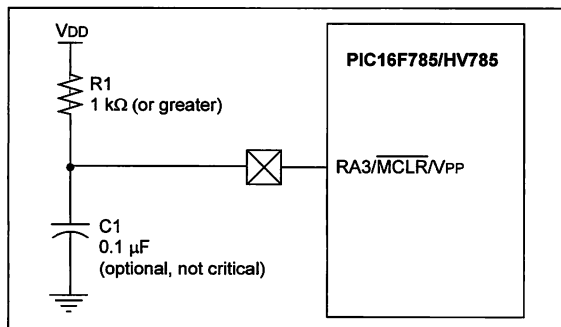 VDD
R1
1 kΩ (or greater)
C1
0.1 µF
(optional, not critical)
PIC16F785/HV785
RA3/MCLR/VPP